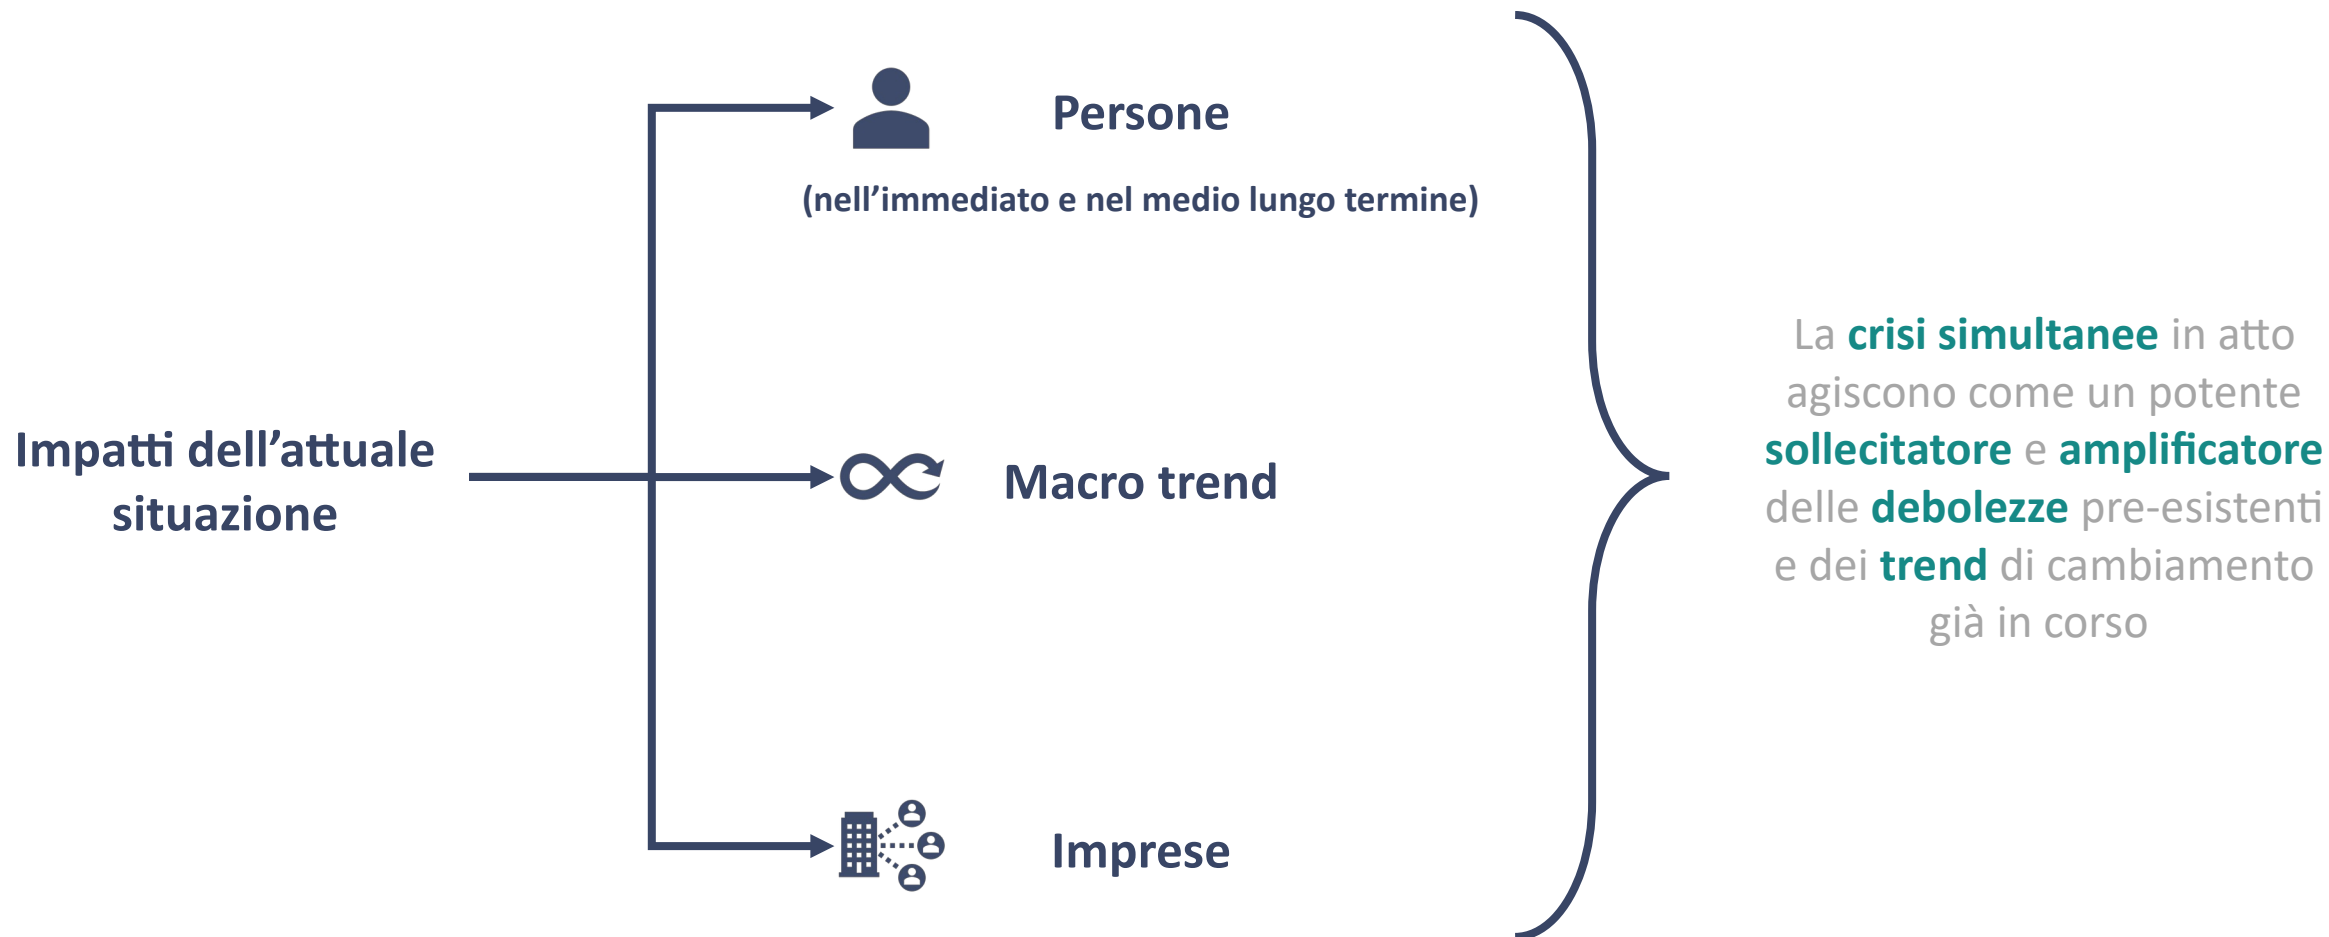 Impatti dell’attuale
situazione
Persone
(nell’immediato e nel medio lungo termine)
Macro trend
Imprese
La crisi simultanee in atto
agiscono come un potente
sollecitatore e amplificatore
delle debolezze pre-esistenti
e dei trend di cambiamento
già in corso